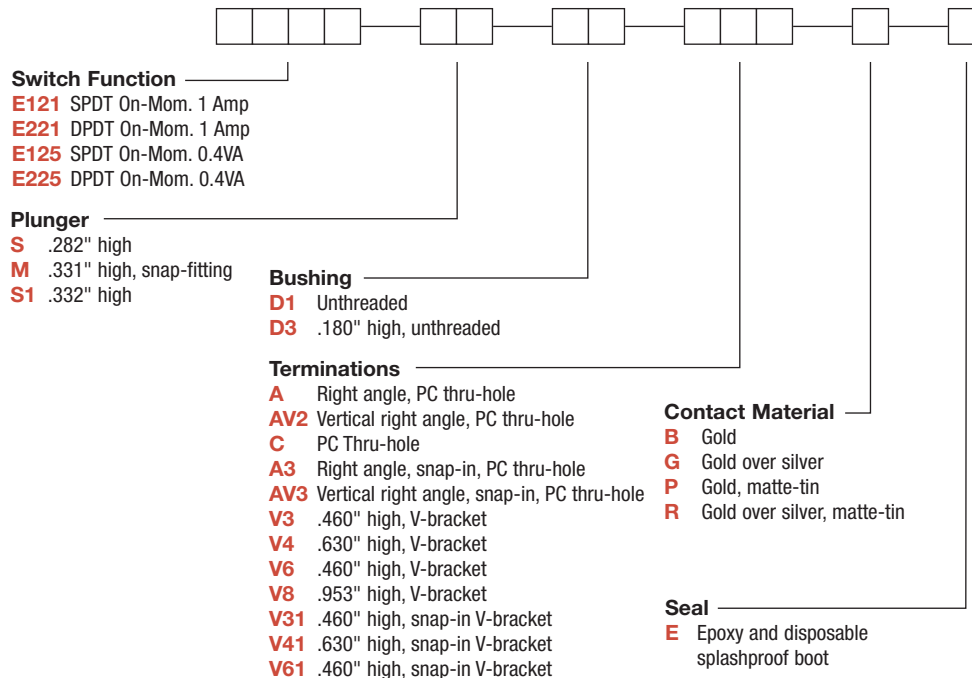 Switch Function
E121 SPDT On-Mom. 1 Amp
E221 DPDT On-Mom. 1 Amp
E125 SPDT On-Mom. 0.4VA
E225 DPDT On-Mom. 0.4VA
Plunger
S .282" high
M .331" high, snap-fitting
S1 .332" high
Bushing
D1 Unthreaded
D3 .180" high, unthreaded
Terminations
A Right angle, PC thru-hole
AV2 Vertical right angle, PC thru-hole
C PC Thru-hole
A3 Right angle, snap-in, PC thru-hole
AV3 Vertical right angle, snap-in, PC thru-hole
V3 .460" high, V-bracket
V4 .630" high, V-bracket
V6 .460" high, V-bracket
V8 .953" high, V-bracket
V31 .460" high, snap-in V-bracket
V41 .630" high, snap-in V-bracket
V61 .460" high, snap-in V-bracket
Contact Material
B Gold
G Gold over silver
P Gold, matte-tin
R Gold over silver, matte-tin
Seal
E Epoxy and disposable
splashproof boot